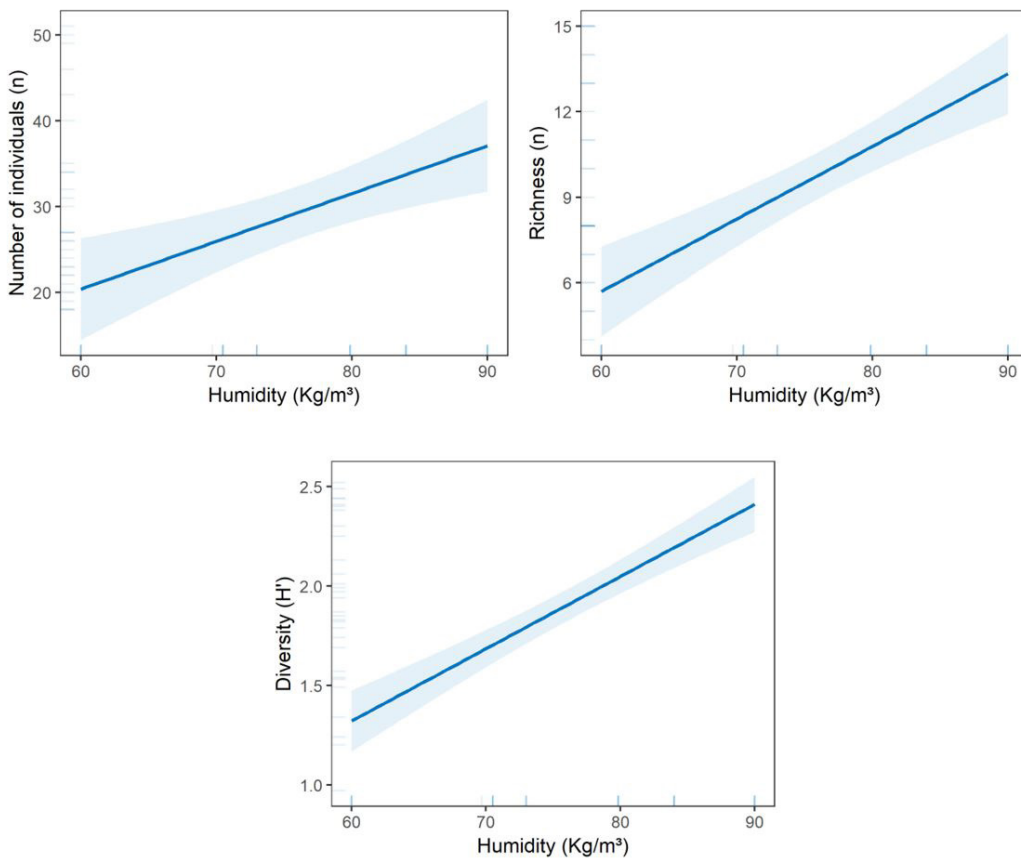 Number of individuals (n)
50
40
30
20
60 70 80 90
Humidity (Kg/m³)
Richness (n)
15
12
9
6
60 70 80 90
Humidity (Kg/m³)
Diversity (H')
2.5
2.0
1.5
1.0
60 70 80 90
Humidity (Kg/m³)